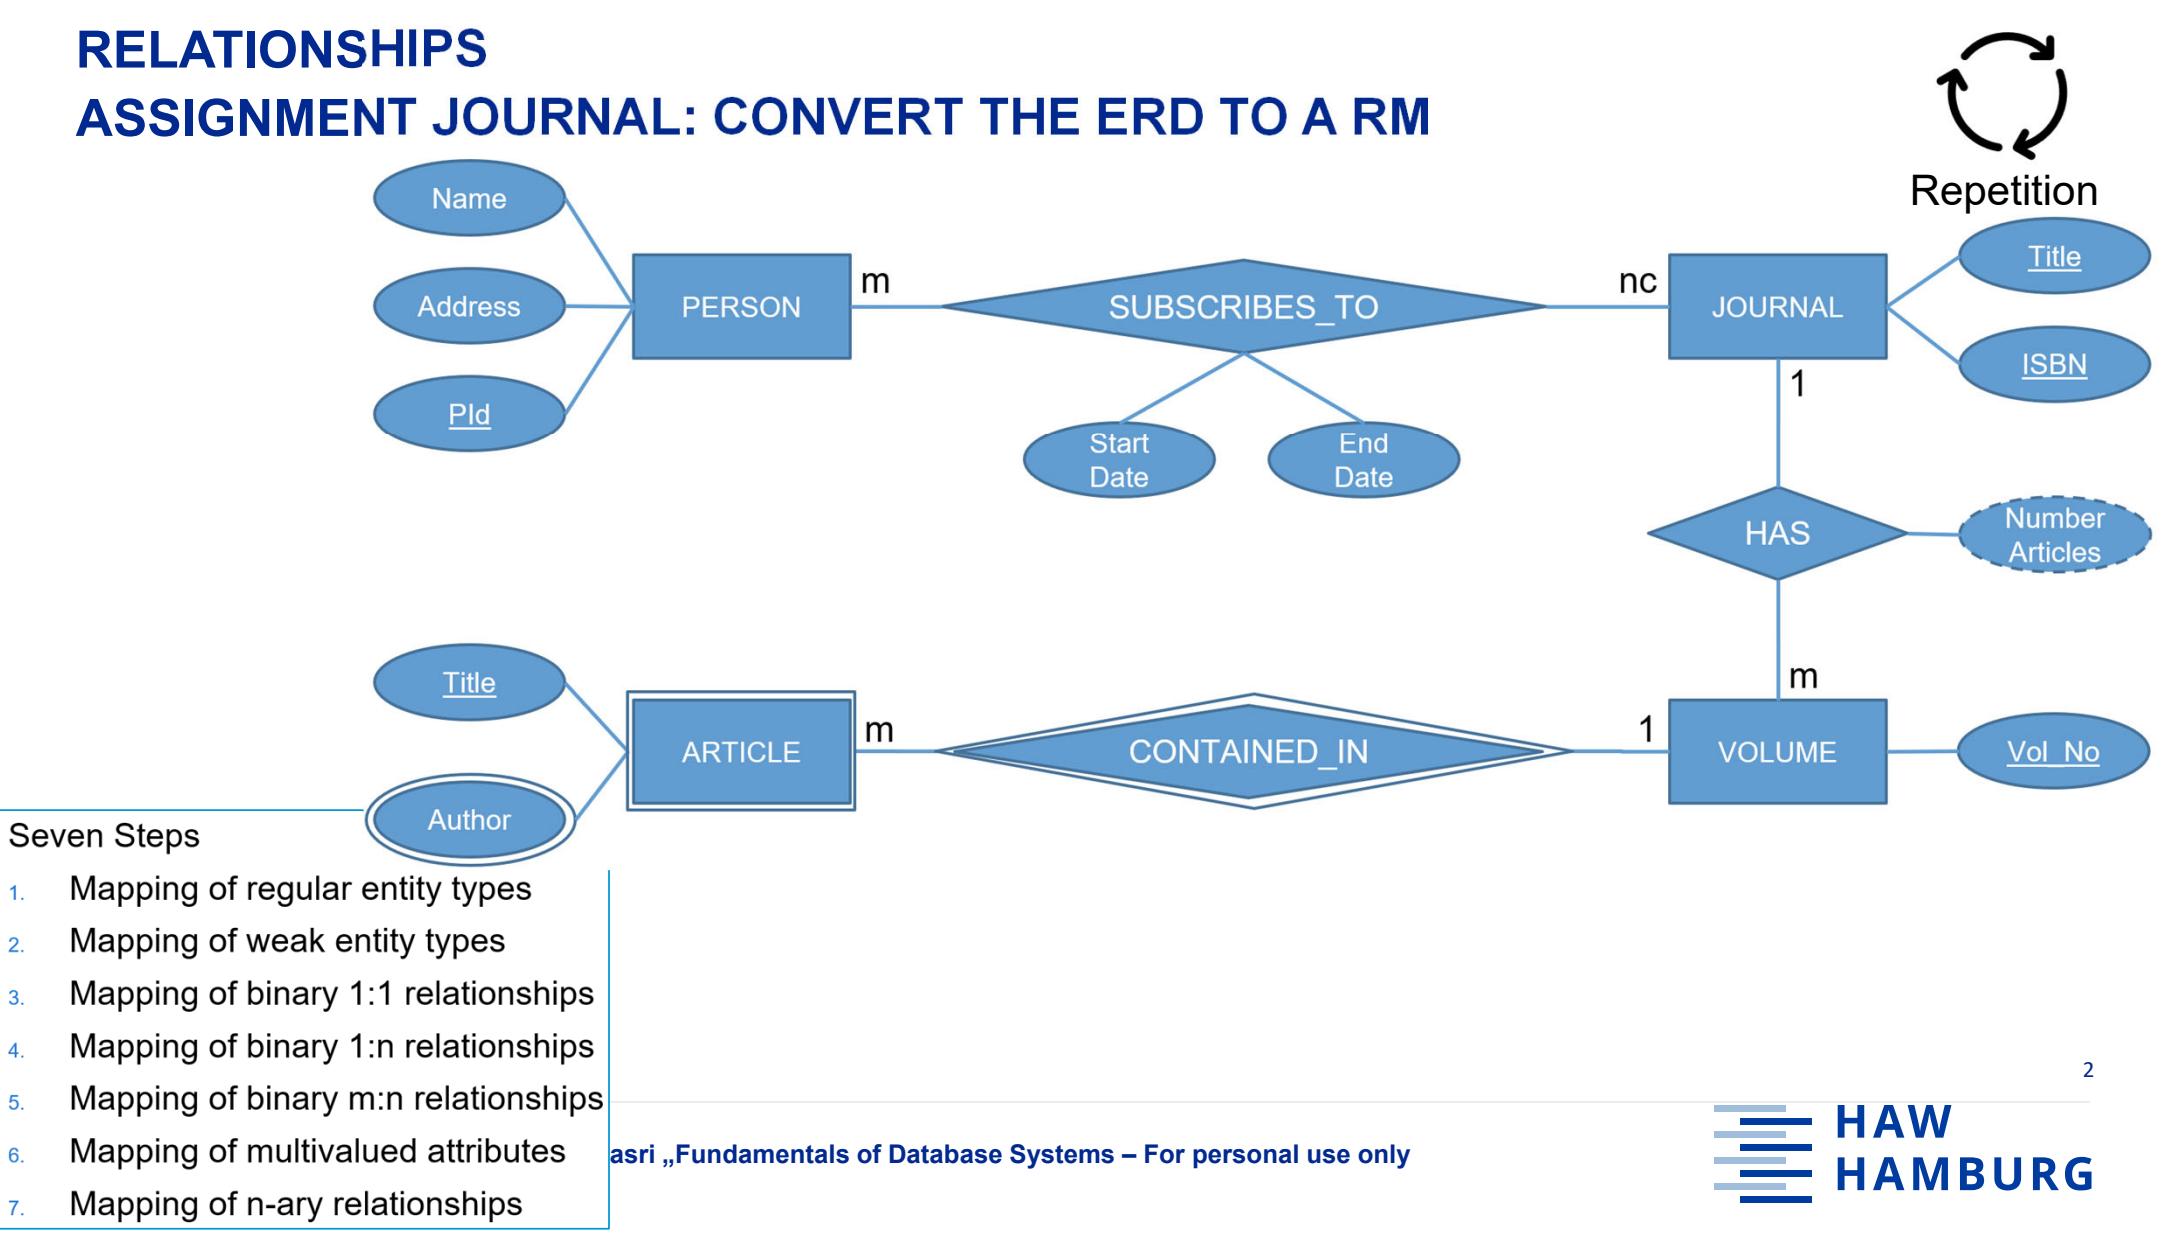 RELATIONSHIPS
ASSIGNMENT JOURNAL: CONVERT THE ERD TO A RM
Repetition
Name
Address
PId
PERSON
m
SUBSCRIBES_TO
nc
JOURNAL
Title
ISBN
Start
Date
End
Date
1
HAS
Number
Articles
m
Title
Author
ARTICLE
m
CONTAINED_IN
1
VOLUME
Vol_No
Seven Steps
1. Mapping of regular entity types
2. Mapping of weak entity types
3. Mapping of binary 1:1 relationships
4. Mapping of binary 1:n relationships
5. Mapping of binary m:n relationships
6. Mapping of multivalued attributes
7. Mapping of n-ary relationships
asri „Fundamentals of Database Systems – For personal use only
2
HAW
HAMBURG